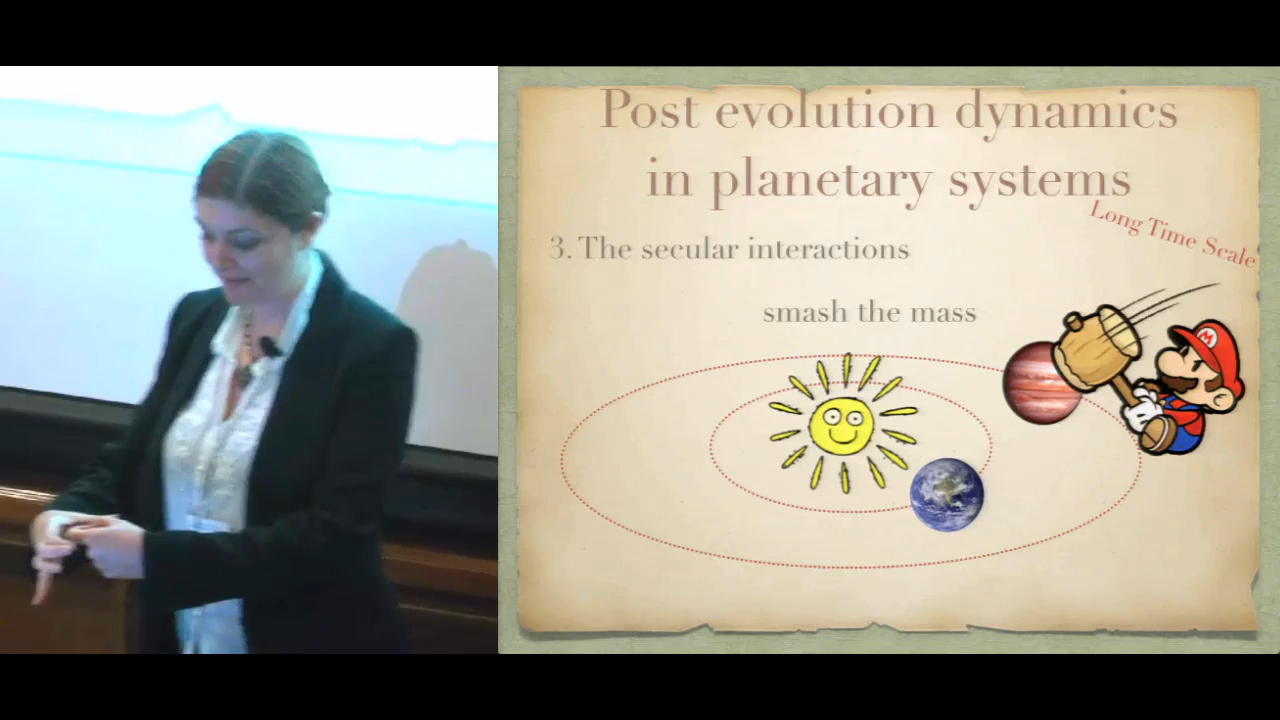 Post evolution dynamics
in planetary systems
Long Time Scale
3. The secular interactions
smash the mass
M